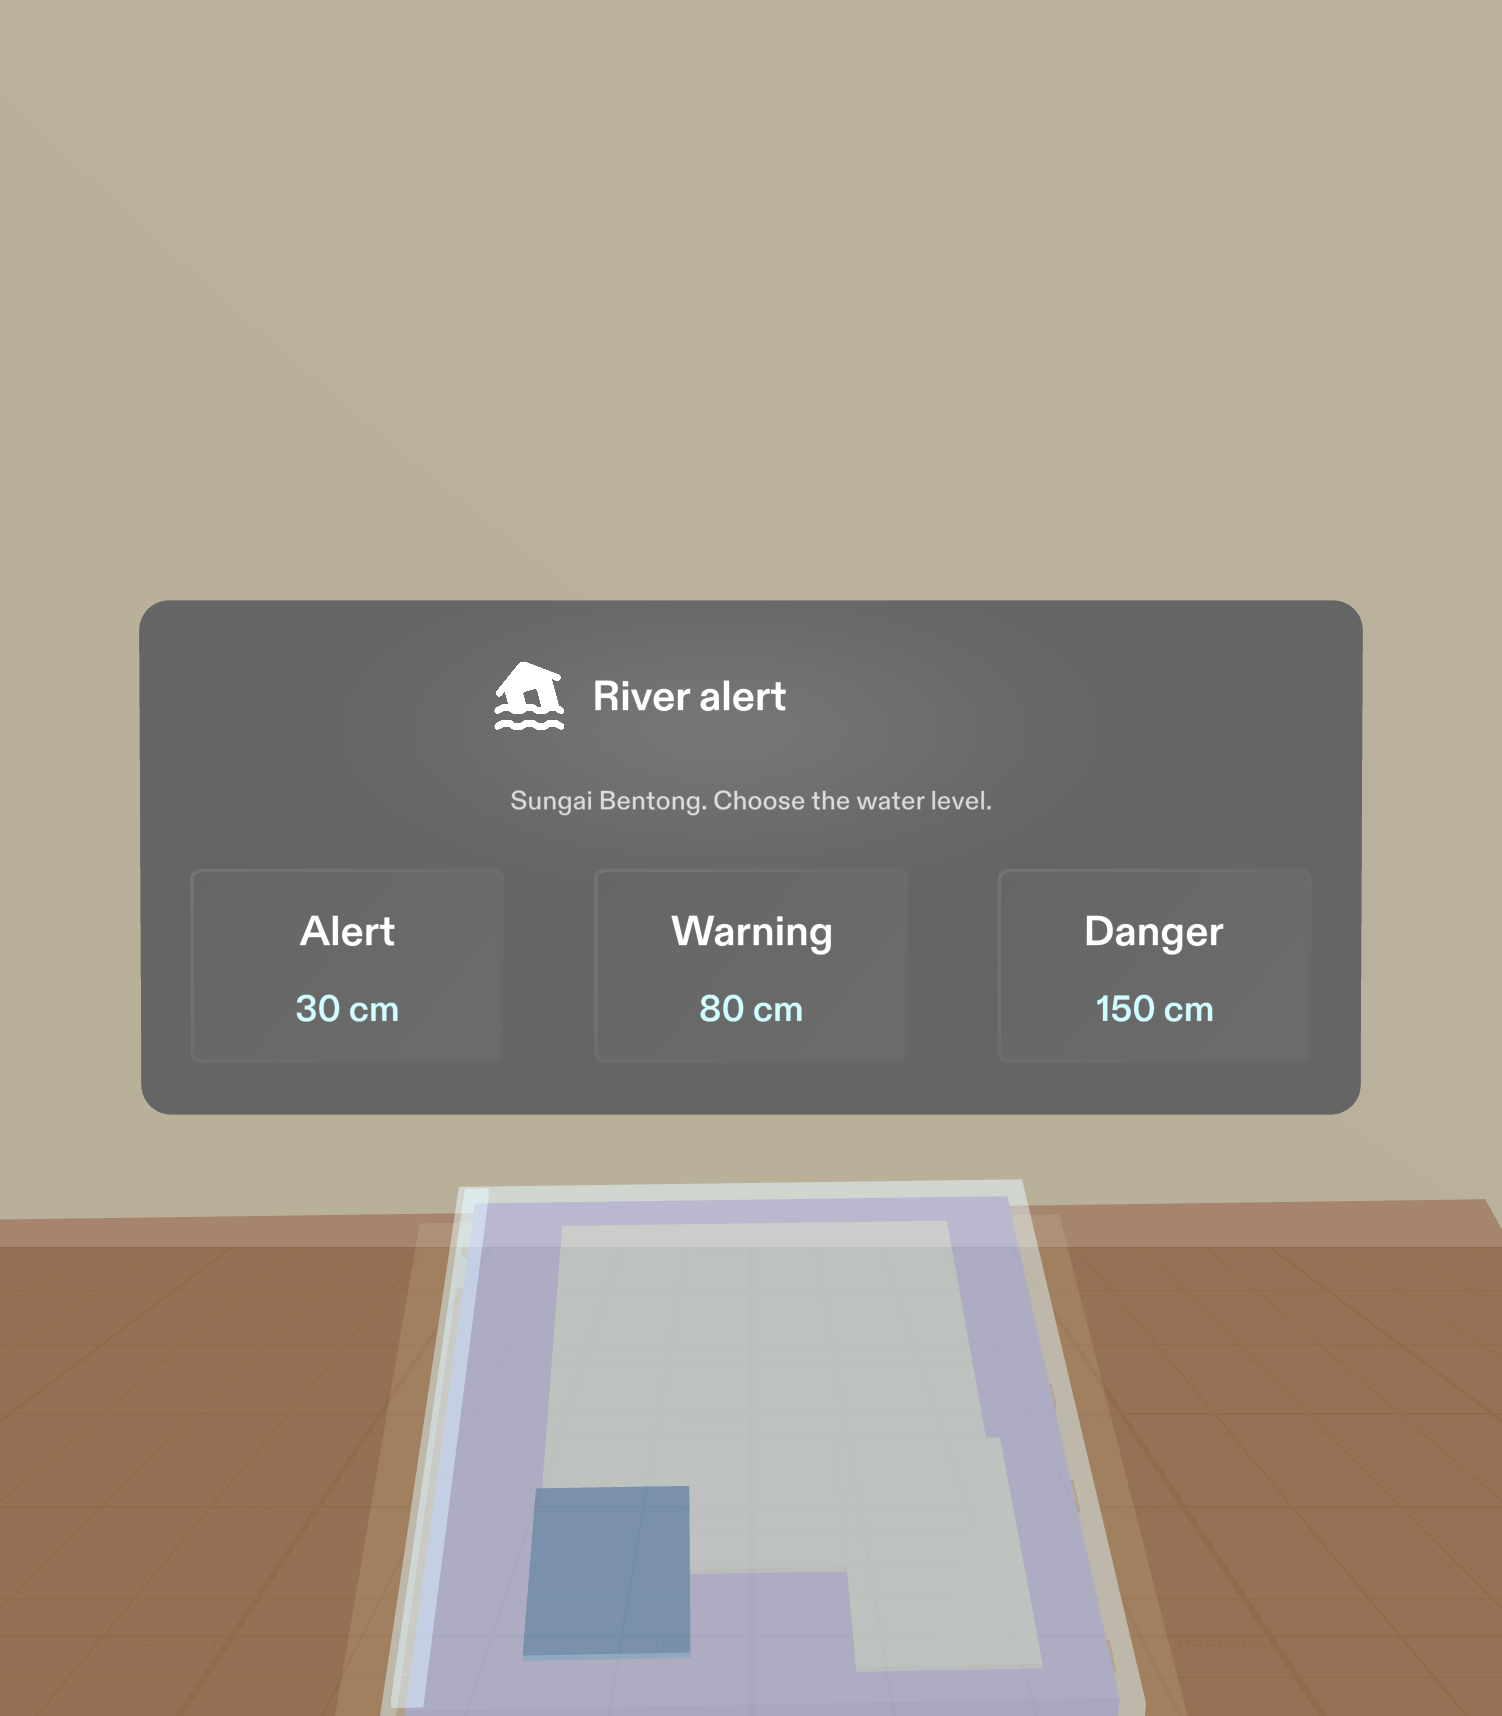 River alert
Sungai Bentong. Choose the water level.
Alert
30 cm
Warning
80 cm
Danger
150 cm